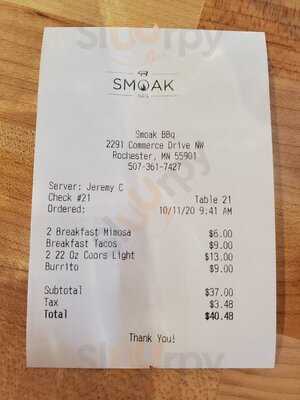 Slurpy
SMOAK
BBQ
Smoak BBq
2291 Commerce Drive NW
Rochester, MN 55901
507-361-7427
Server: Jeremy C
Check #21 Table 21
Ordered: 10/11/20 9:41 AM
2 Breakfast Mimosa $6.00
Breakfast Tacos $9.00
2 22 Oz Coors Light $13.00
Burrito $9.00
Subtotal $37.00
Tax $3.48
Total $40.48
Thank You!